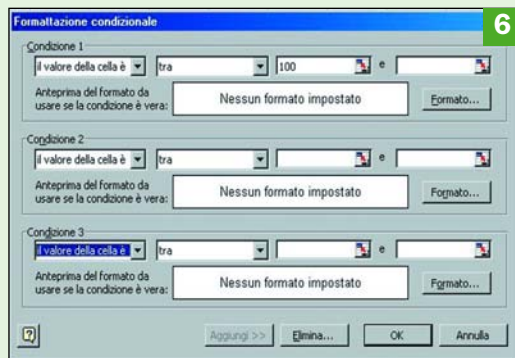 Formattazione condizionale
6
Condizione 1
il valore della cella è tra 100 e
Anteprima del formato da
usare se la condizione è vera:
Nessun formato impostato
Formato...
Condizione 2
il valore della cella è tra e
Anteprima del formato da
usare se la condizione è vera:
Nessun formato impostato
Formato...
Condizione 3
il valore della cella è tra e
Anteprima del formato da
usare se la condizione è vera:
Nessun formato impostato
Formato...
? Aggiungi >> Elimina... OK Annulla